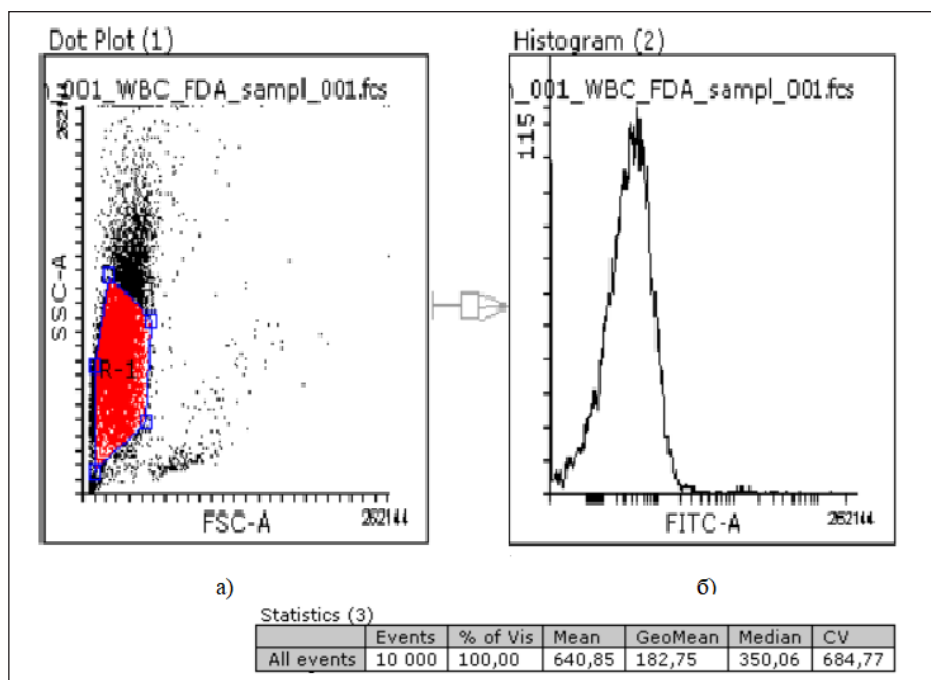 Dot Plot (1)
_001_WBC_FDA_sampl_001.fcs
262144
SSC-A
R-1
FSC-A
262144
а)
Histogram (2)
_001_WBC_FDA_sampl_001.fcs
115
FITC-A
262144
б)
Statistics (3)
Events % of Vis Mean GeoMean Median CV
All events 10 000 100,00 640,85 182,75 350,06 684,77